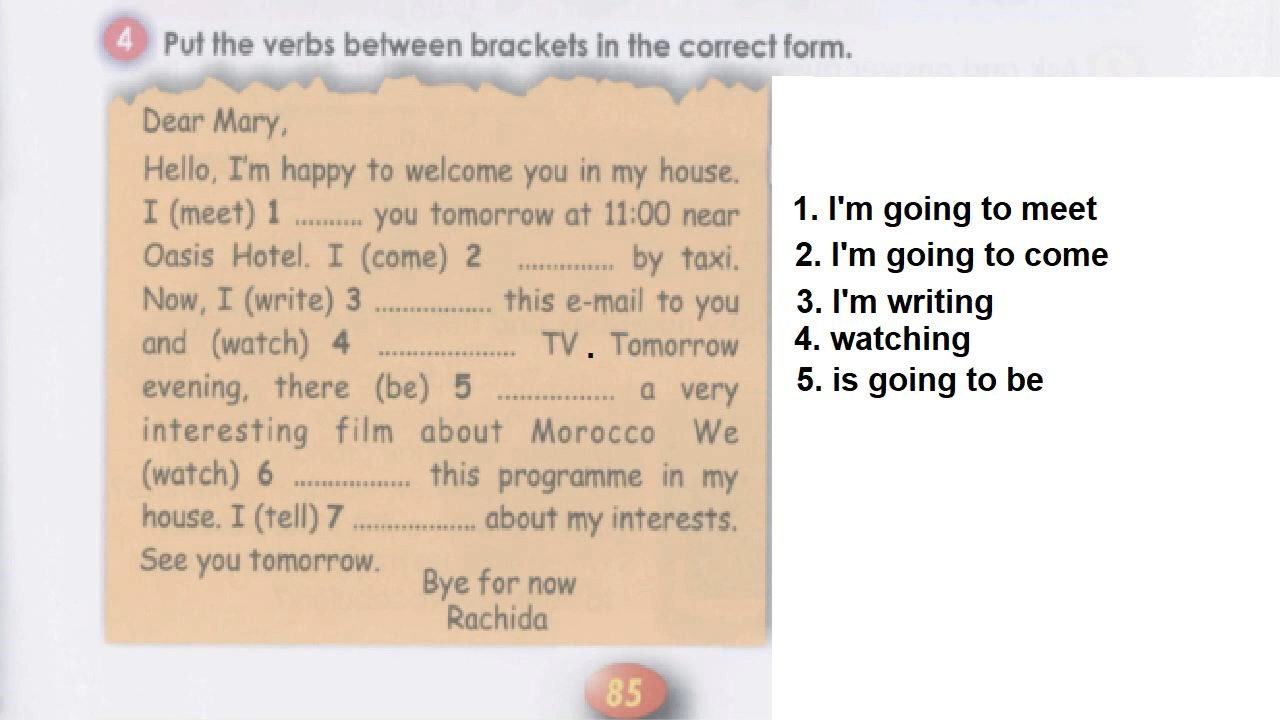 4 Put the verbs between brackets in the correct form.
Dear Mary,
Hello, I'm happy to welcome you in my house.
I (meet) 1 .......... you tomorrow at 11:00 near
Oasis Hotel. I (come) 2 .............. by taxi.
Now, I (write) 3 ................. this e-mail to you
and (watch) 4 .................... TV . Tomorrow
evening, there (be) 5 ................. a very
interesting film about Morocco We
(watch) 6 ................. this programme in my
house. I (tell) 7 .................. about my interests.
See you tomorrow.
Bye for now
Rachida
85
1. I'm going to meet
2. I'm going to come
3. I'm writing
4. watching
5. is going to be